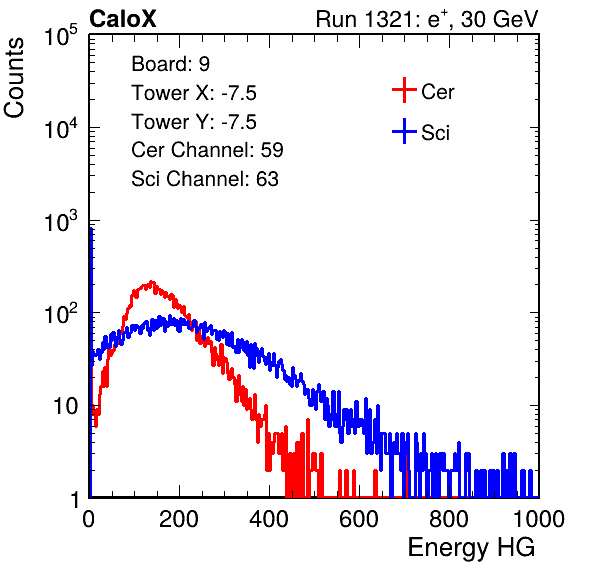 CaloX Run 1321: e⁺, 30 GeV
Counts
10⁵
10⁴
10³
10²
10
1
Board: 9
Tower X: -7.5
Tower Y: -7.5
Cer Channel: 59
Sci Channel: 63
Cer
Sci
0 200 400 600 800 1000
Energy HG